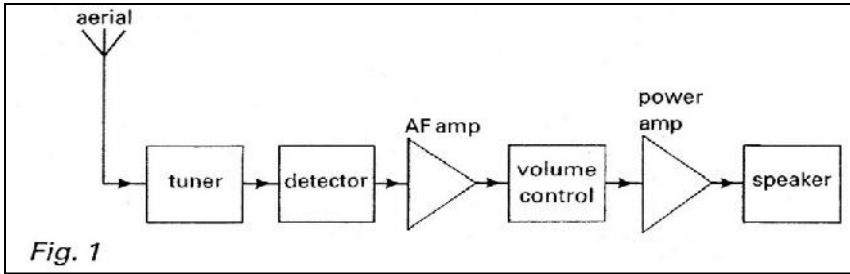 aerial
tuner
detector
AF amp
volume
control
power
amp
speaker
Fig. 1